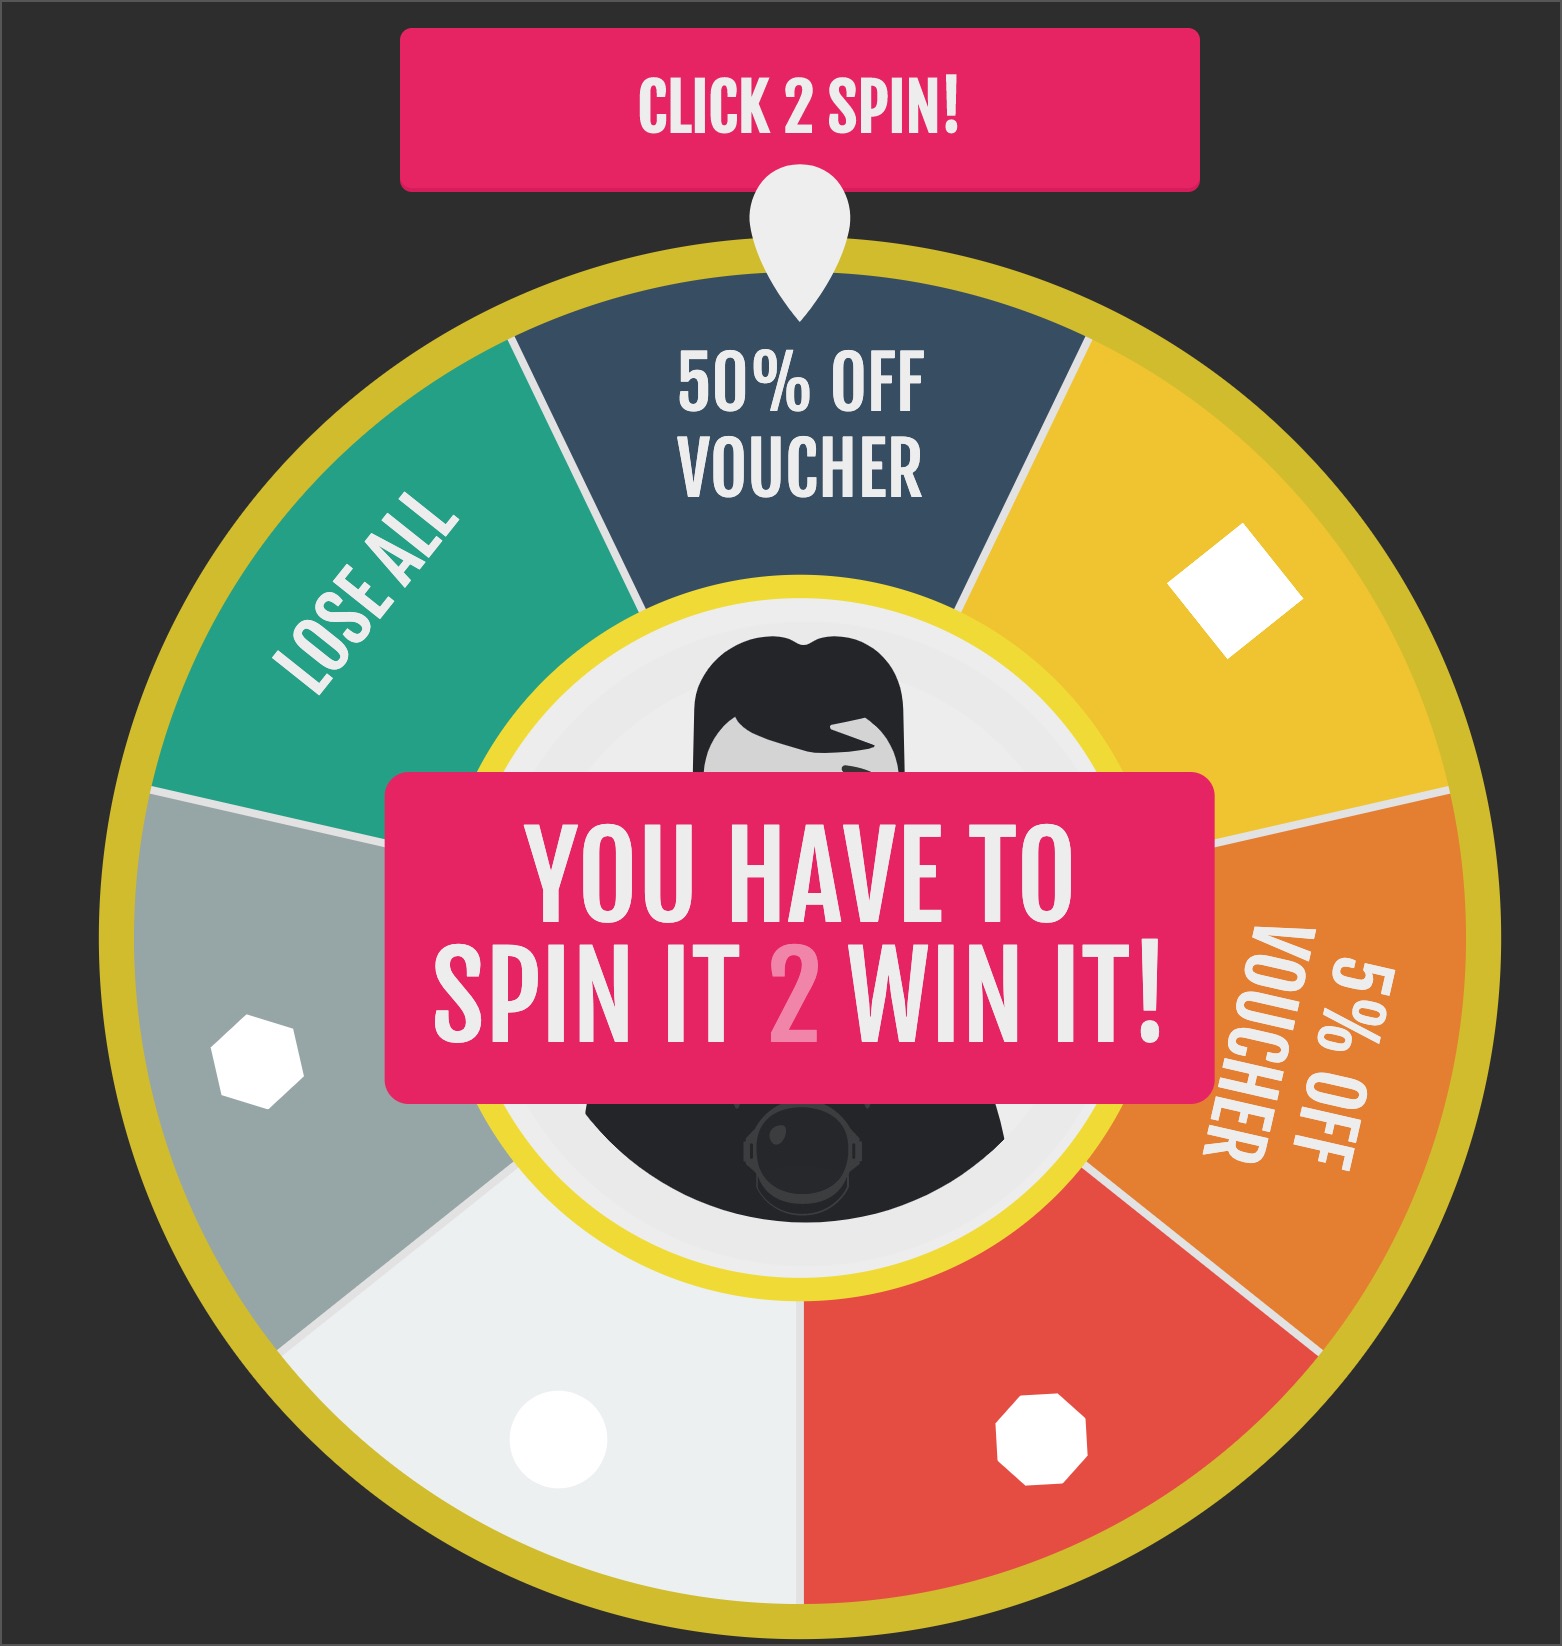 CLICK 2 SPIN!
50% OFF
VOUCHER
LOSE ALL
YOU HAVE TO
SPIN IT 2 WIN IT!
5% OFF
VOUCHER